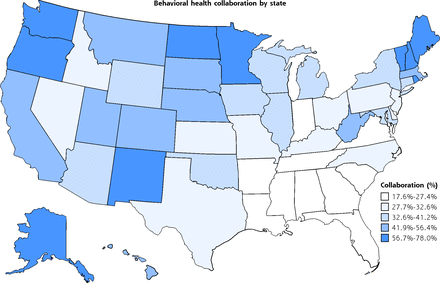 Behavioral health collaboration by state
Collaboration (%)
17.6%-27.4%
27.7%-32.6%
32.6%-41.2%
41.9%-56.4%
56.7%-78.0%